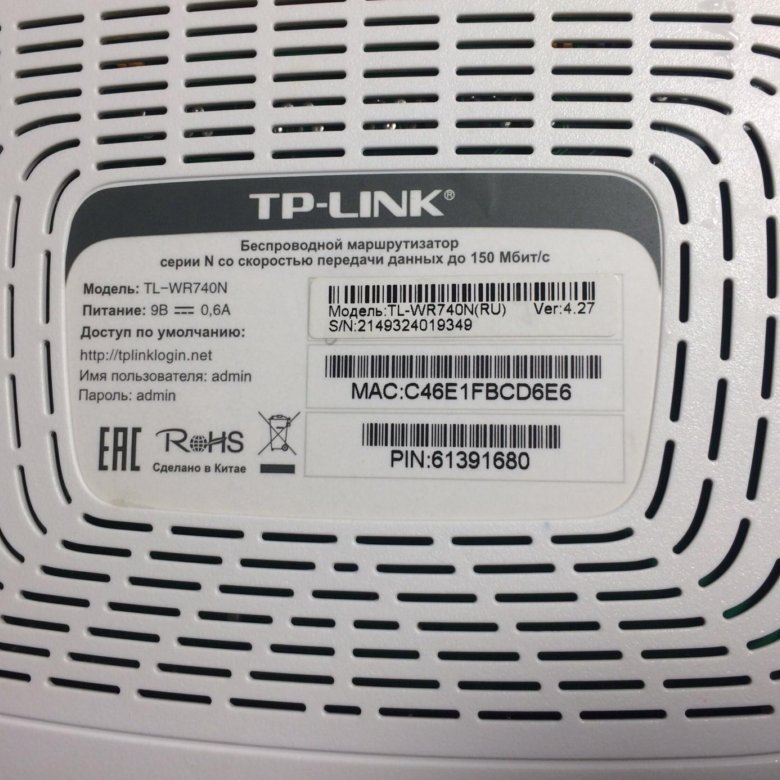 TP-LINK®
Беспроводной маршрутизатор
серии N со скоростью передачи данных до 150 Мбит/с
Модель: TL-WR740N
Питание: 9В ⎓ 0,6А
Доступ по умолчанию:
http://tplinklogin.net
Имя пользователя: admin
Пароль: admin
EAC RoHS
Сделано в Китае
Модель:TL-WR740N(RU) Ver:4.27
S/N:2149324019349
MAC:C46E1FBCD6E6
PIN:61391680